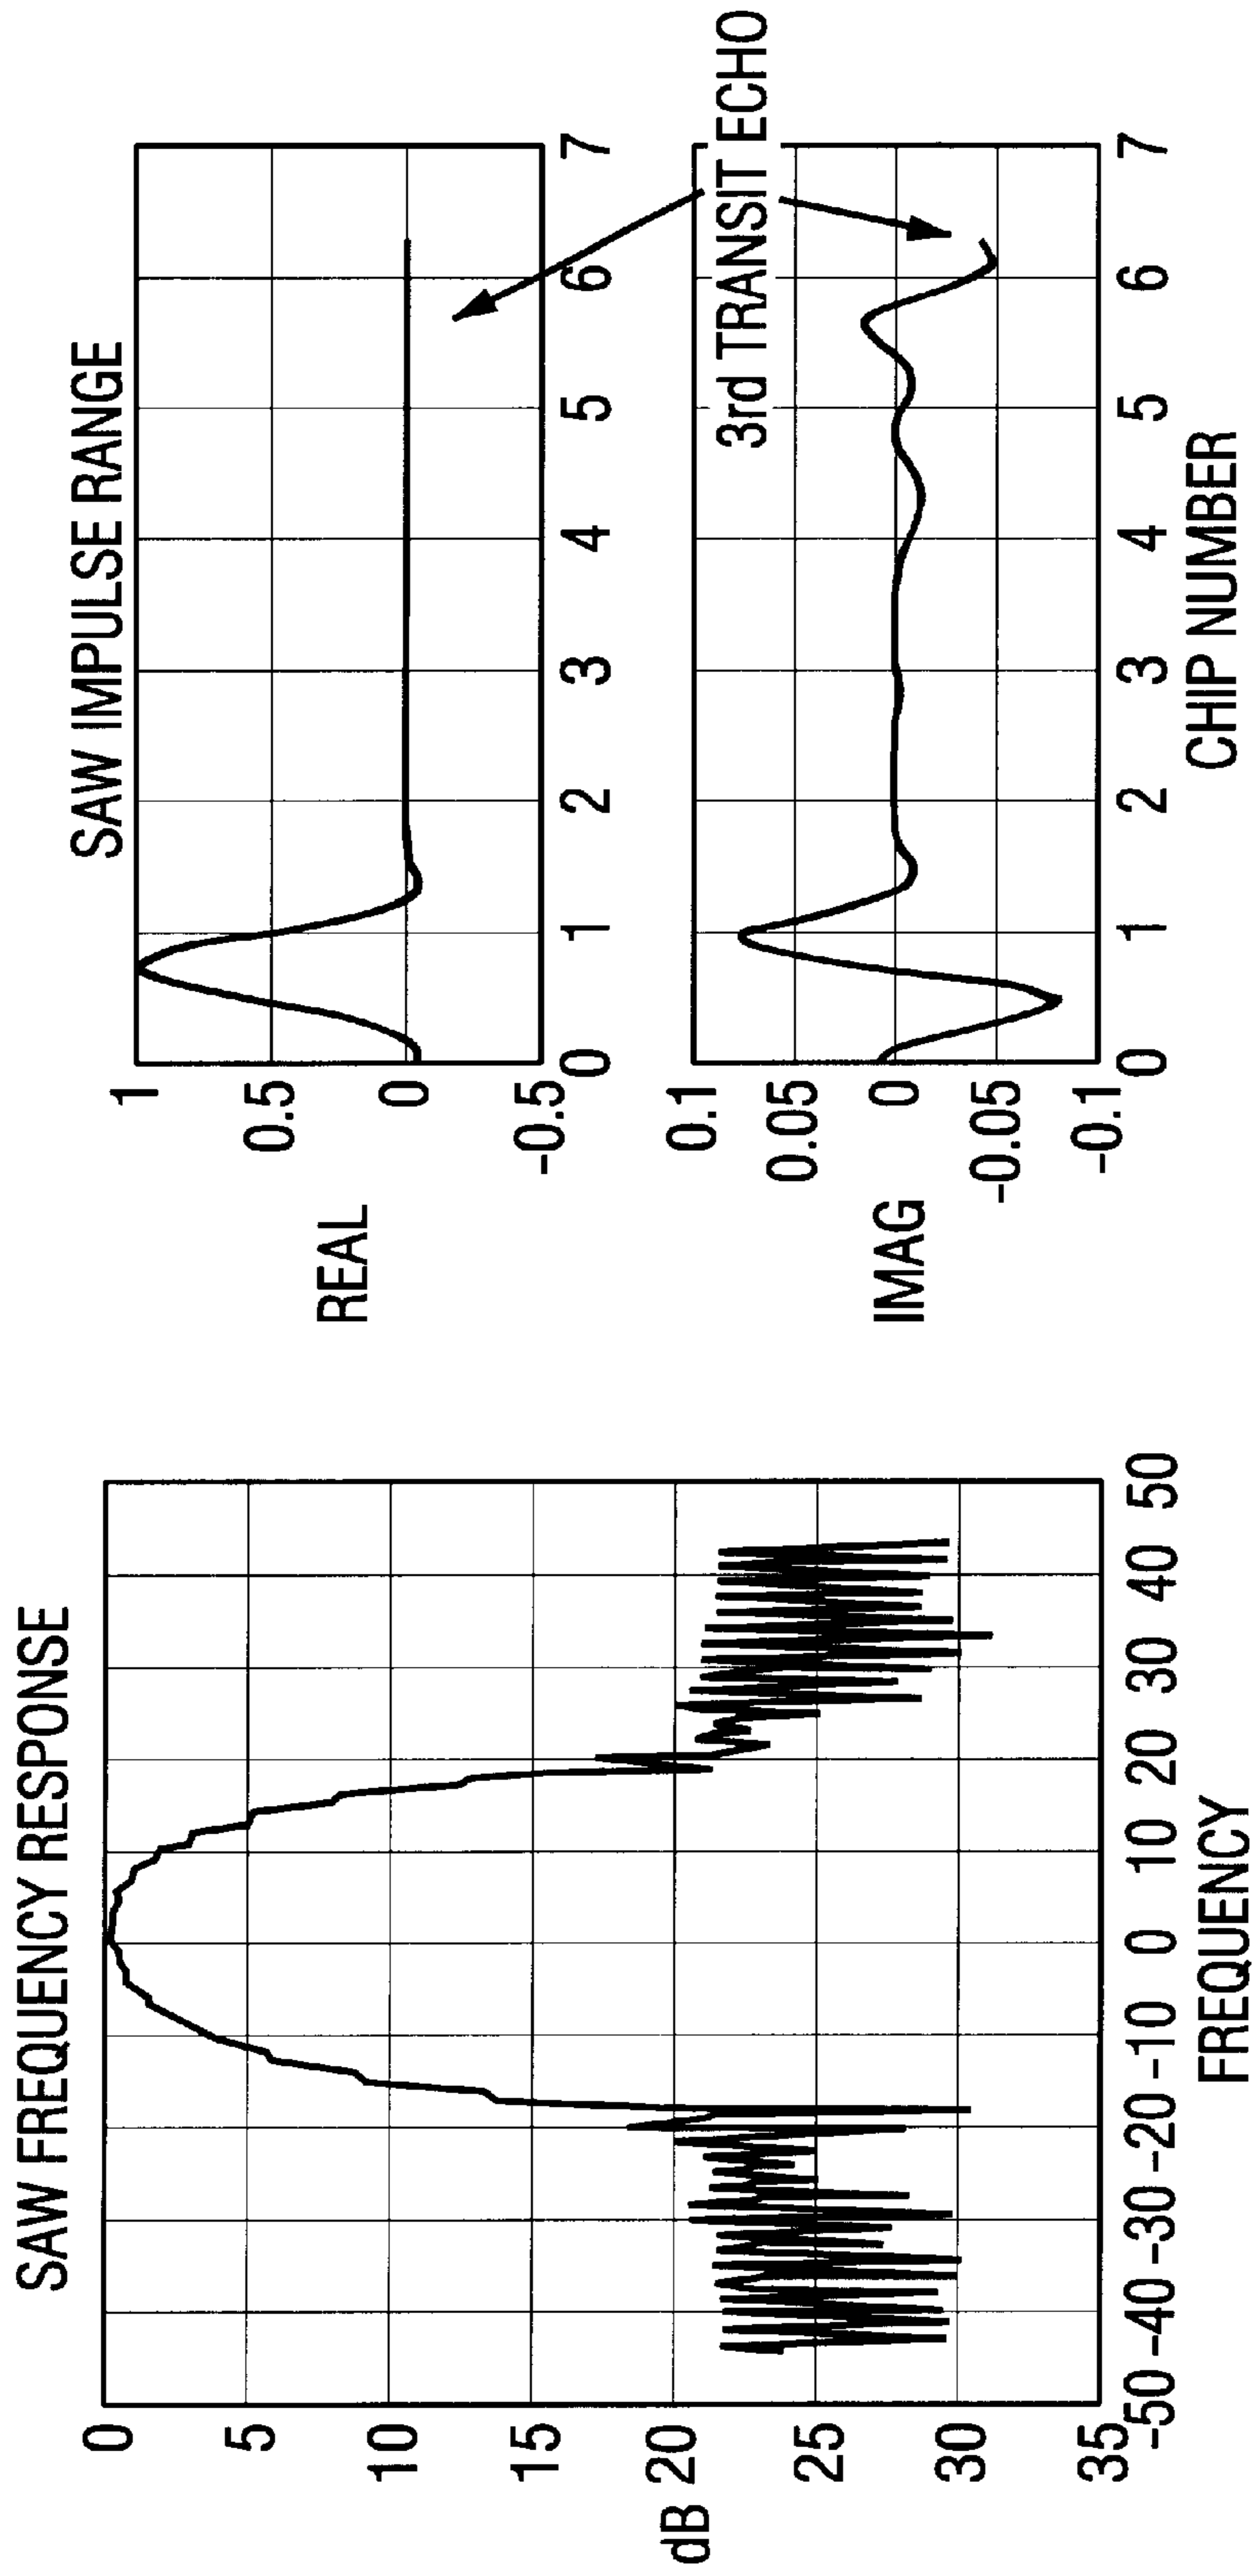 SAW FREQUENCY RESPONSE
0
5
10
15
dB 20
25
30
35
-50 -40 -30 -20 -10 0 10 20 30 40 50
FREQUENCY
SAW IMPULSE RANGE
REAL
1
0.5
0
-0.5
0 1 2 3 4 5 6 7
3rd TRANSIT ECHO
IMAG
0.1
0.05
0
-0.05
-0.1
0 1 2 3 4 5 6 7
CHIP NUMBER